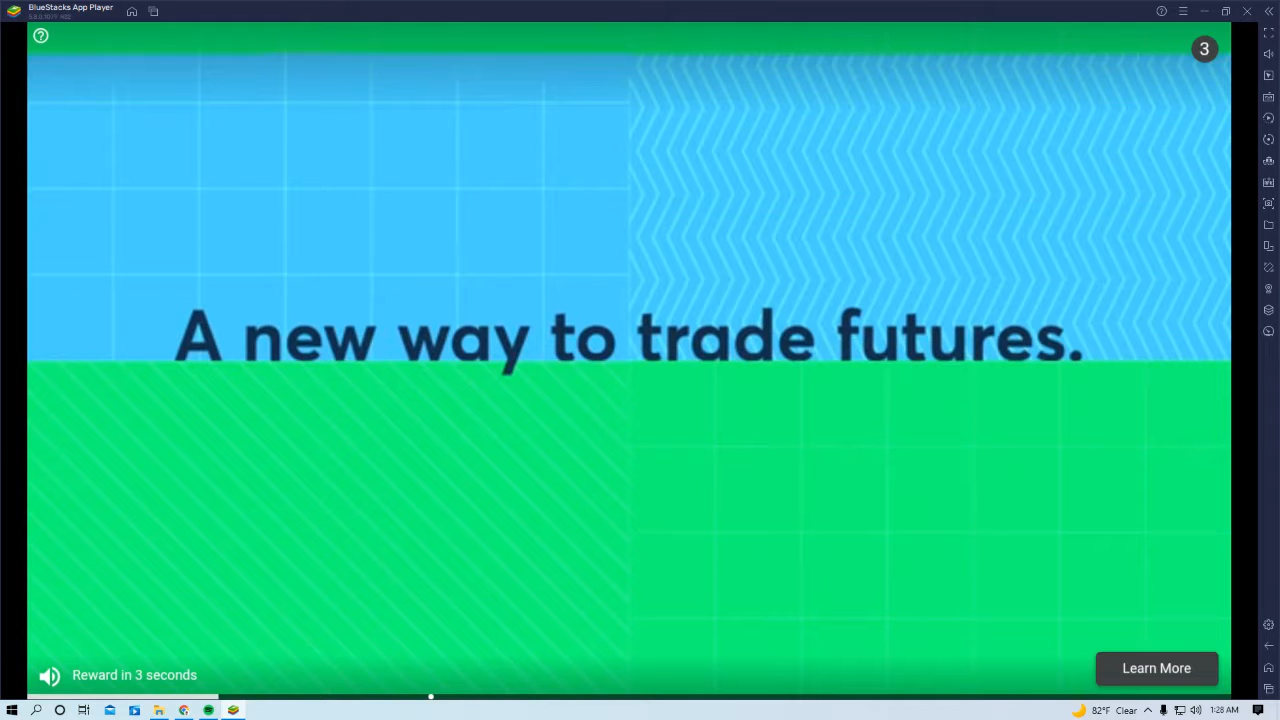 BlueStacks App Player
3
A new way to trade futures.
Reward in 3 seconds
Learn More
82°F Clear
1:28 AM